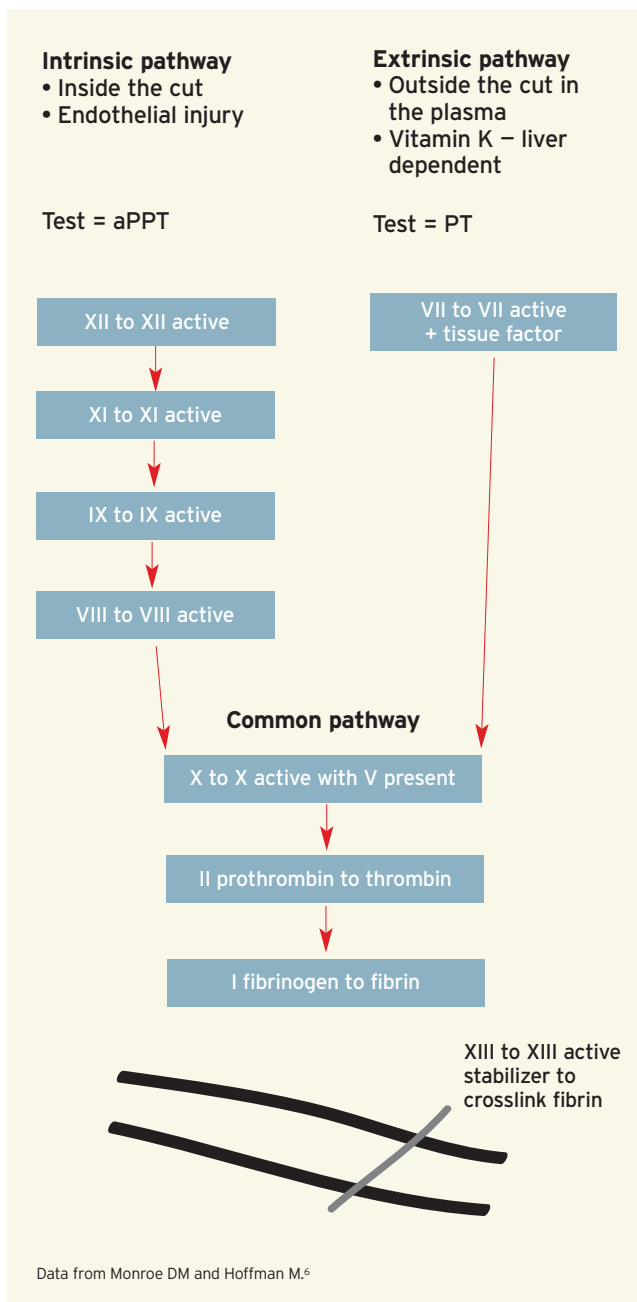 Intrinsic pathway
• Inside the cut
• Endothelial injury
Test = aPPT
Extrinsic pathway
• Outside the cut in
the plasma
• Vitamin K – liver
dependent
Test = PT
XII to XII active
XI to XI active
IX to IX active
VIII to VIII active
VII to VII active
+ tissue factor
Common pathway
X to X active with V present
II prothrombin to thrombin
I fibrinogen to fibrin
XIII to XIII active
stabilizer to
crosslink fibrin
Data from Monroe DM and Hoffman M.⁶